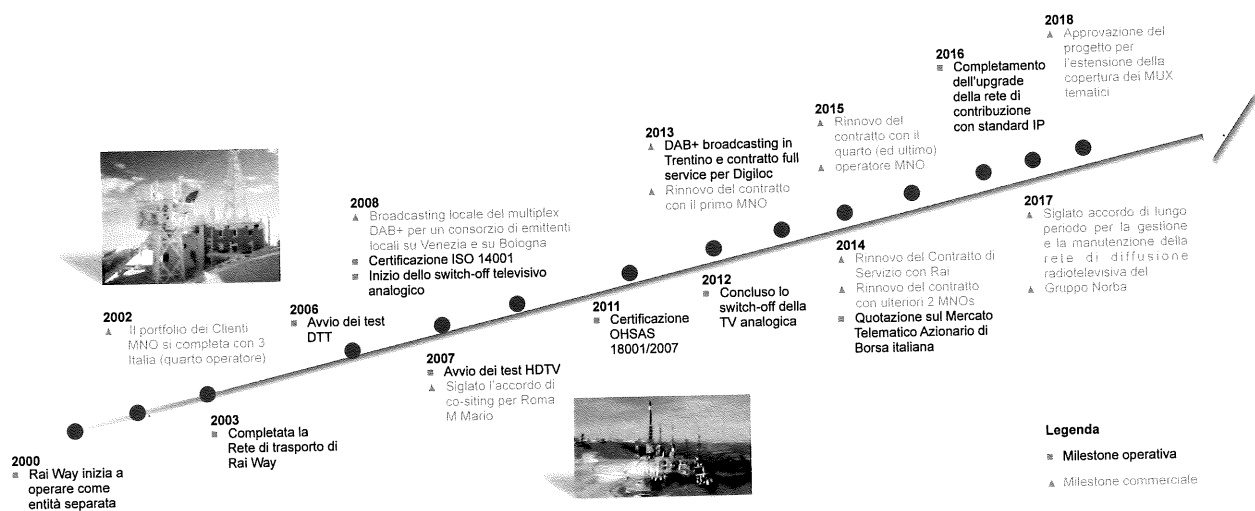 2000
Rai Way inizia a
operare come
entità separata
2002
Il portfolio dei Clienti
MNO si completa con 3
Italia (quarto operatore)
2003
Completata la
Rete di trasporto di
Rai Way
2006
Avvio dei test
DTT
2007
Avvio dei test HDTV
Siglato l'accordo di
co-siting per Roma
M Mario
2008
Broadcasting locale del multiplex
DAB+ per un consorzio di emittenti
locali su Venezia e su Bologna
Certificazione ISO 14001
Inizio dello switch-off televisivo
analogico
2011
Certificazione
OHSAS
18001/2007
2012
Concluso lo
switch-off della
TV analogica
2013
DAB+ broadcasting in
Trentino e contratto full
service per Digiloc
Rinnovo del contratto
con il primo MNO
2014
Rinnovo del Contratto di
Servizio con Rai
Rinnovo del contratto
con ulteriori 2 MNOs
Quotazione sul Mercato
Telematico Azionario di
Borsa italiana
2015
Rinnovo del
contratto con il
quarto (ed ultimo)
operatore MNO
2016
Completamento
dell'upgrade
della rete di
contribuzione
con standard IP
2017
Siglato accordo di lungo
periodo per la gestione
e la manutenzione della
rete di diffusione
radiotelevisiva del
Gruppo Norba
2018
Approvazione del
progetto per
l'estensione della
copertura dei MUX
tematici
Legenda
Milestone operativa
Milestone commerciale